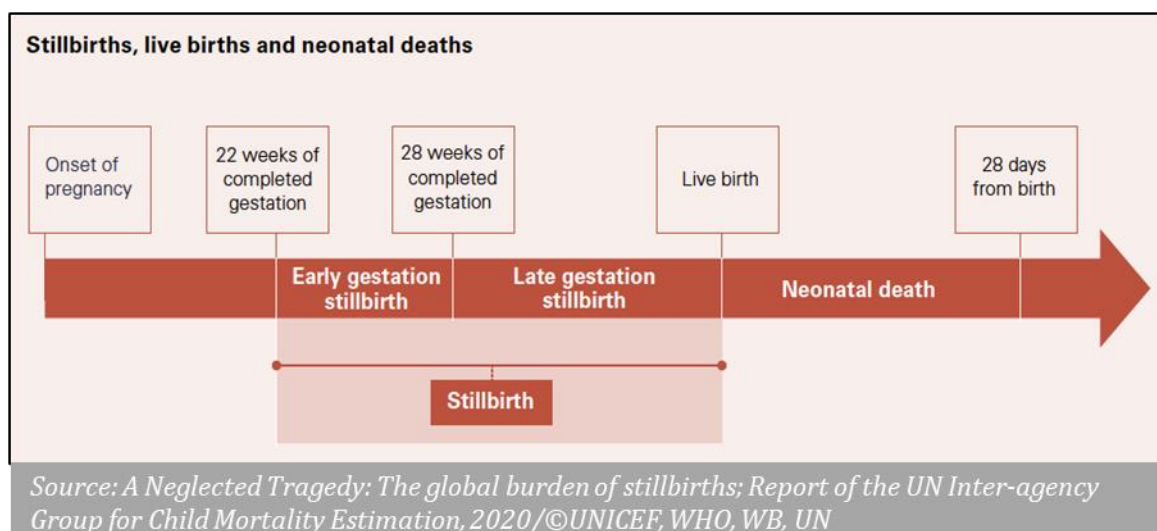 Stillbirths, live births and neonatal deaths
Onset of
pregnancy
22 weeks of
completed
gestation
28 weeks of
completed
gestation
Live birth
28 days
from birth
Early gestation
stillbirth
Late gestation
stillbirth
Neonatal death
Stillbirth
Source: A Neglected Tragedy: The global burden of stillbirths; Report of the UN Inter-agency
Group for Child Mortality Estimation, 2020/©UNICEF, WHO, WB, UN